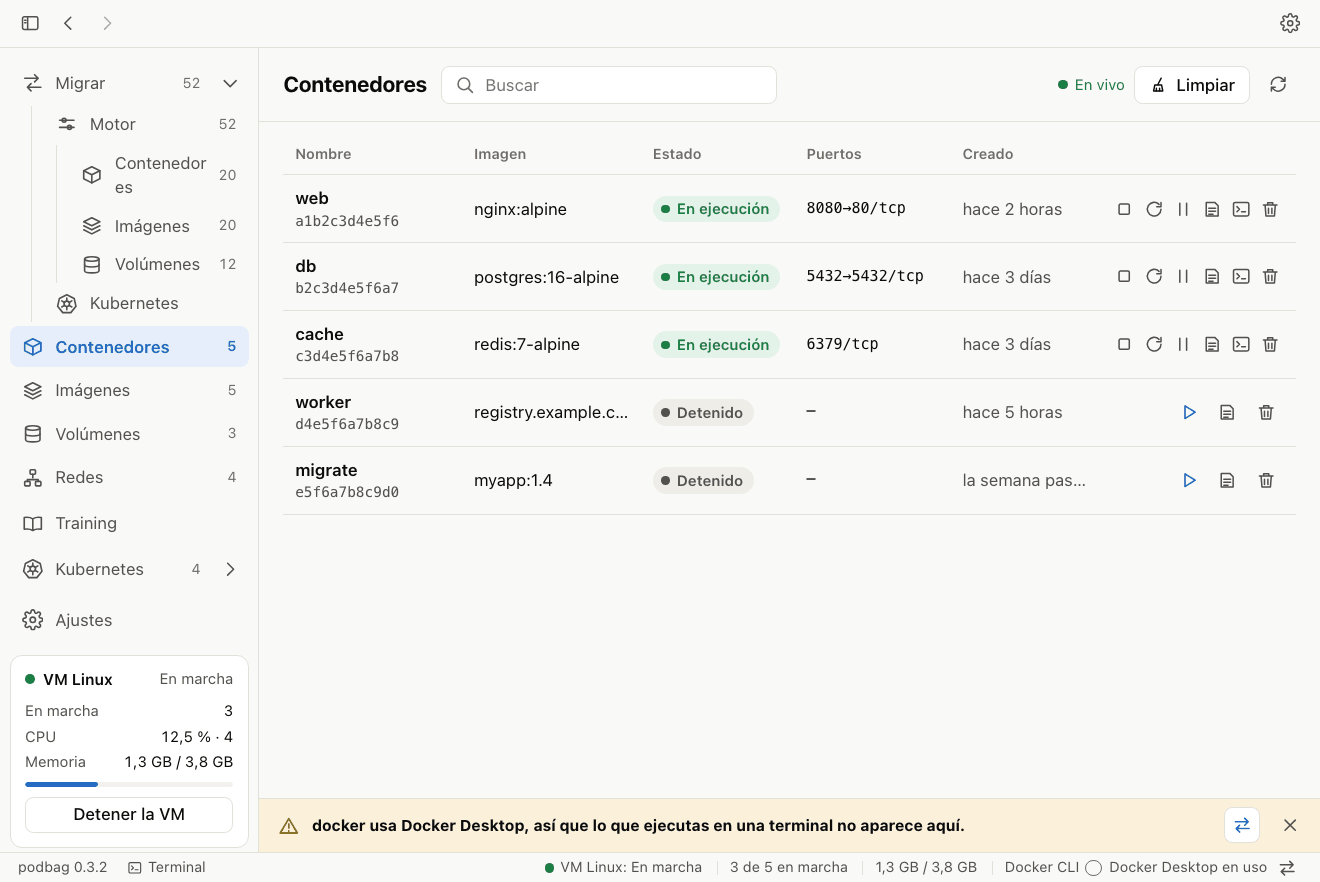 Migrar 52
Motor 52
Contenedor
es 20
Imágenes 20
Volúmenes 12
Kubernetes
Contenedores 5
Imágenes 5
Volúmenes 3
Redes 4
Training
Kubernetes 4
Ajustes
VM Linux En marcha
En marcha 3
CPU 12,5 % · 4
Memoria 1,3 GB / 3,8 GB
Detener la VM
Contenedores Buscar En vivo Limpiar
Nombre Imagen Estado Puertos Creado
web
a1b2c3d4e5f6
nginx:alpine En ejecución 8080→80/tcp hace 2 horas
db
b2c3d4e5f6a7
postgres:16-alpine En ejecución 5432→5432/tcp hace 3 días
cache
c3d4e5f6a7b8
redis:7-alpine En ejecución 6379/tcp hace 3 días
worker
d4e5f6a7b8c9
registry.example.c... Detenido – hace 5 horas
migrate
e5f6a7b8c9d0
myapp:1.4 Detenido – la semana pas...
docker usa Docker Desktop, así que lo que ejecutas en una terminal no aparece aquí.
podbag 0.3.2 Terminal VM Linux: En marcha 3 de 5 en marcha 1,3 GB / 3,8 GB Docker CLI Docker Desktop en uso